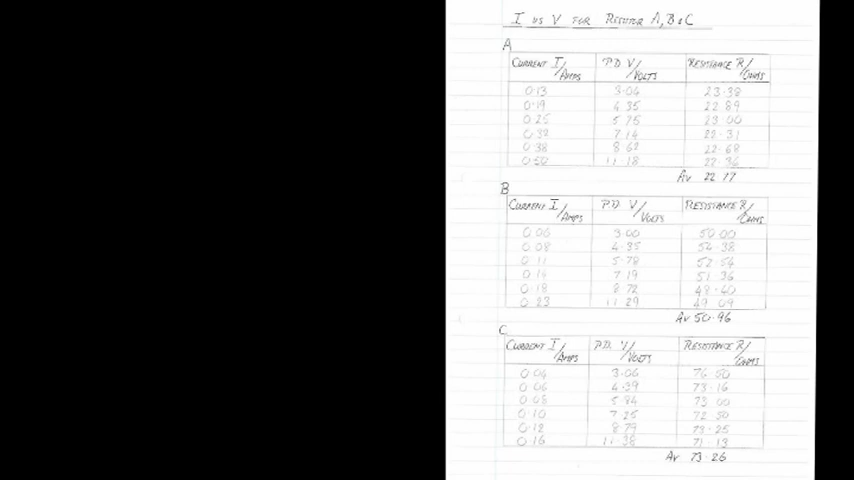 I vs V FOR RESISTOR A, B & C
A
CURRENT I/AMPS P.D. V/VOLTS RESISTANCE R/OHMS
0.13 3.04 23.38
0.19 4.35 22.89
0.25 5.75 23.00
0.32 7.14 22.31
0.38 8.62 22.68
0.50 11.18 22.36
Av 22.77
B
CURRENT I/AMPS P.D. V/VOLTS RESISTANCE R/OHMS
0.06 3.00 50.00
0.08 4.35 54.38
0.11 5.78 52.54
0.14 7.19 51.36
0.18 8.72 48.40
0.23 11.29 49.09
Av 50.96
C
CURRENT I/AMPS P.D. V/VOLTS RESISTANCE R/OHMS
0.04 3.06 76.50
0.06 4.39 73.16
0.08 5.84 73.00
0.10 7.25 72.50
0.12 8.79 73.25
0.16 11.38 71.13
Av 73.26